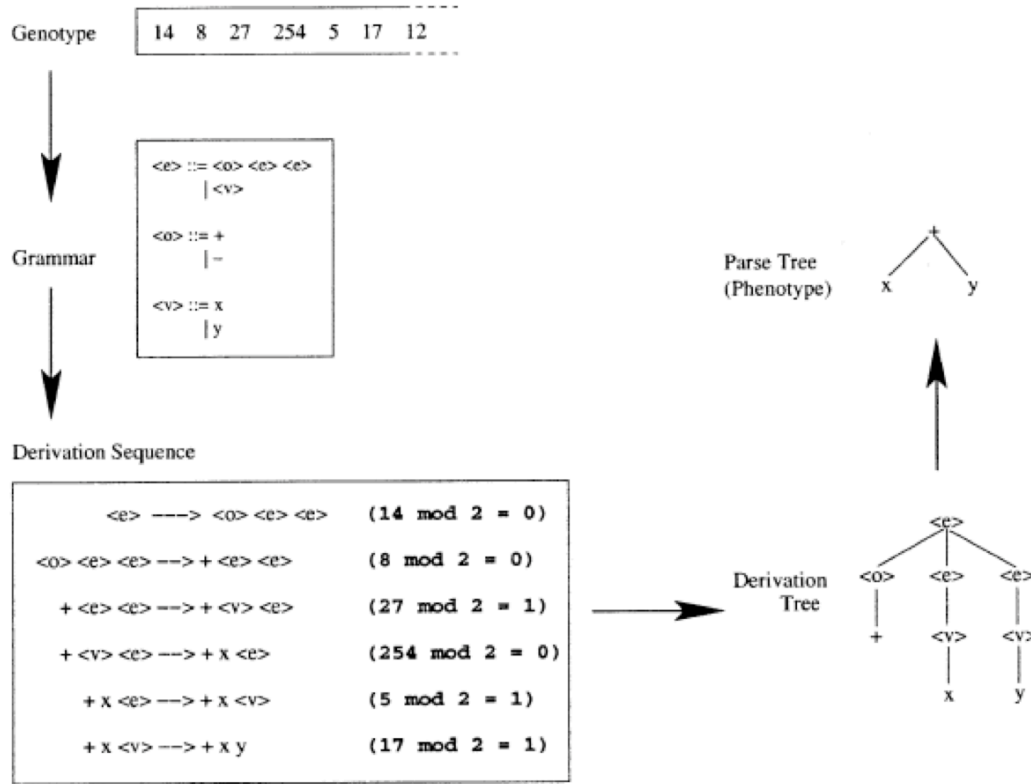 Genotype
14 8 27 254 5 17 12
<e> ::= <o> <e> <e>
| <v>
<o> ::= +
| −
<v> ::= x
| y
Grammar
Derivation Sequence
<e> ---> <o> <e> <e> (14 mod 2 = 0)
<o> <e> <e> --> + <e> <e> (8 mod 2 = 0)
+ <e> <e> --> + <v> <e> (27 mod 2 = 1)
+ <v> <e> --> + x <e> (254 mod 2 = 0)
+ x <e> --> + x <v> (5 mod 2 = 1)
+ x <v> --> + x y (17 mod 2 = 1)
Parse Tree
(Phenotype)
+
x y
Derivation
Tree
<e>
<o> <e> <e>
+ <v> <v>
x y